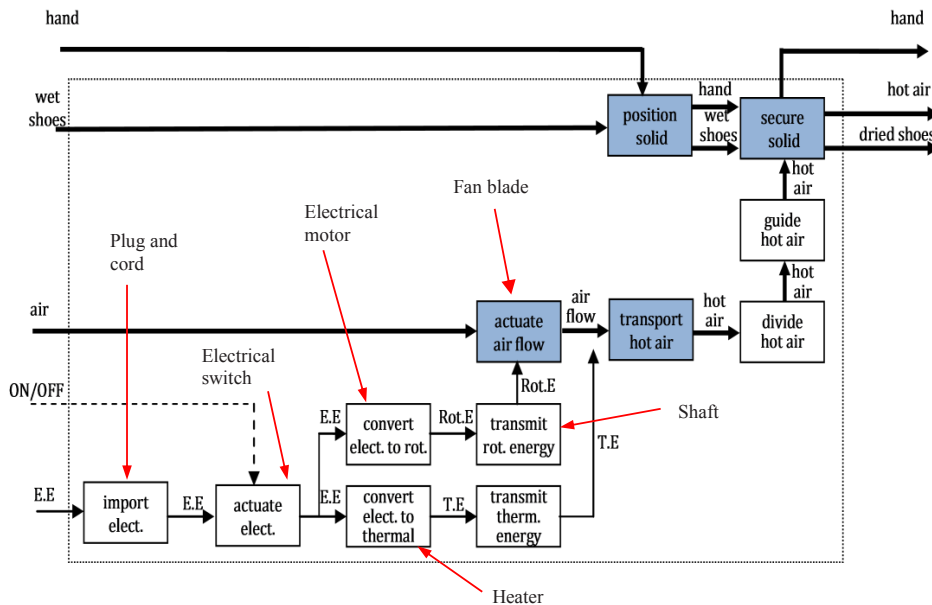 hand
hand
wet
shoes
position
solid
hand
wet
shoes
secure
solid
hot air
dried shoes
hot
air
guide
hot air
hot
air
Fan blade
Electrical
motor
Plug and
cord
air
actuate
air flow
air
flow
transport
hot air
hot
air
divide
hot air
Electrical
switch
ON/OFF
Rot.E
E.E
convert
elect. to rot.
Rot.E
transmit
rot. energy
Shaft
T.E
E.E
import
elect.
E.E
actuate
elect.
E.E
convert
elect. to
thermal
T.E
transmit
therm.
energy
Heater